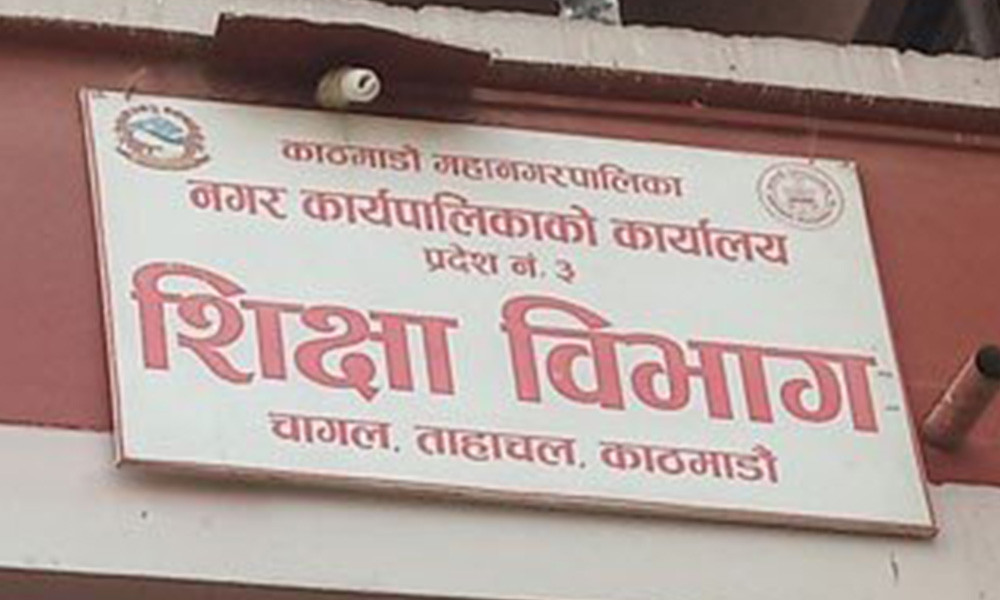 काठमाडौं महानगरपालिका
नगर कार्यपालिकाको कार्यालय
प्रदेश नं. ३
शिक्षा विभाग
चागल, ताहाचल, काठमाडौं